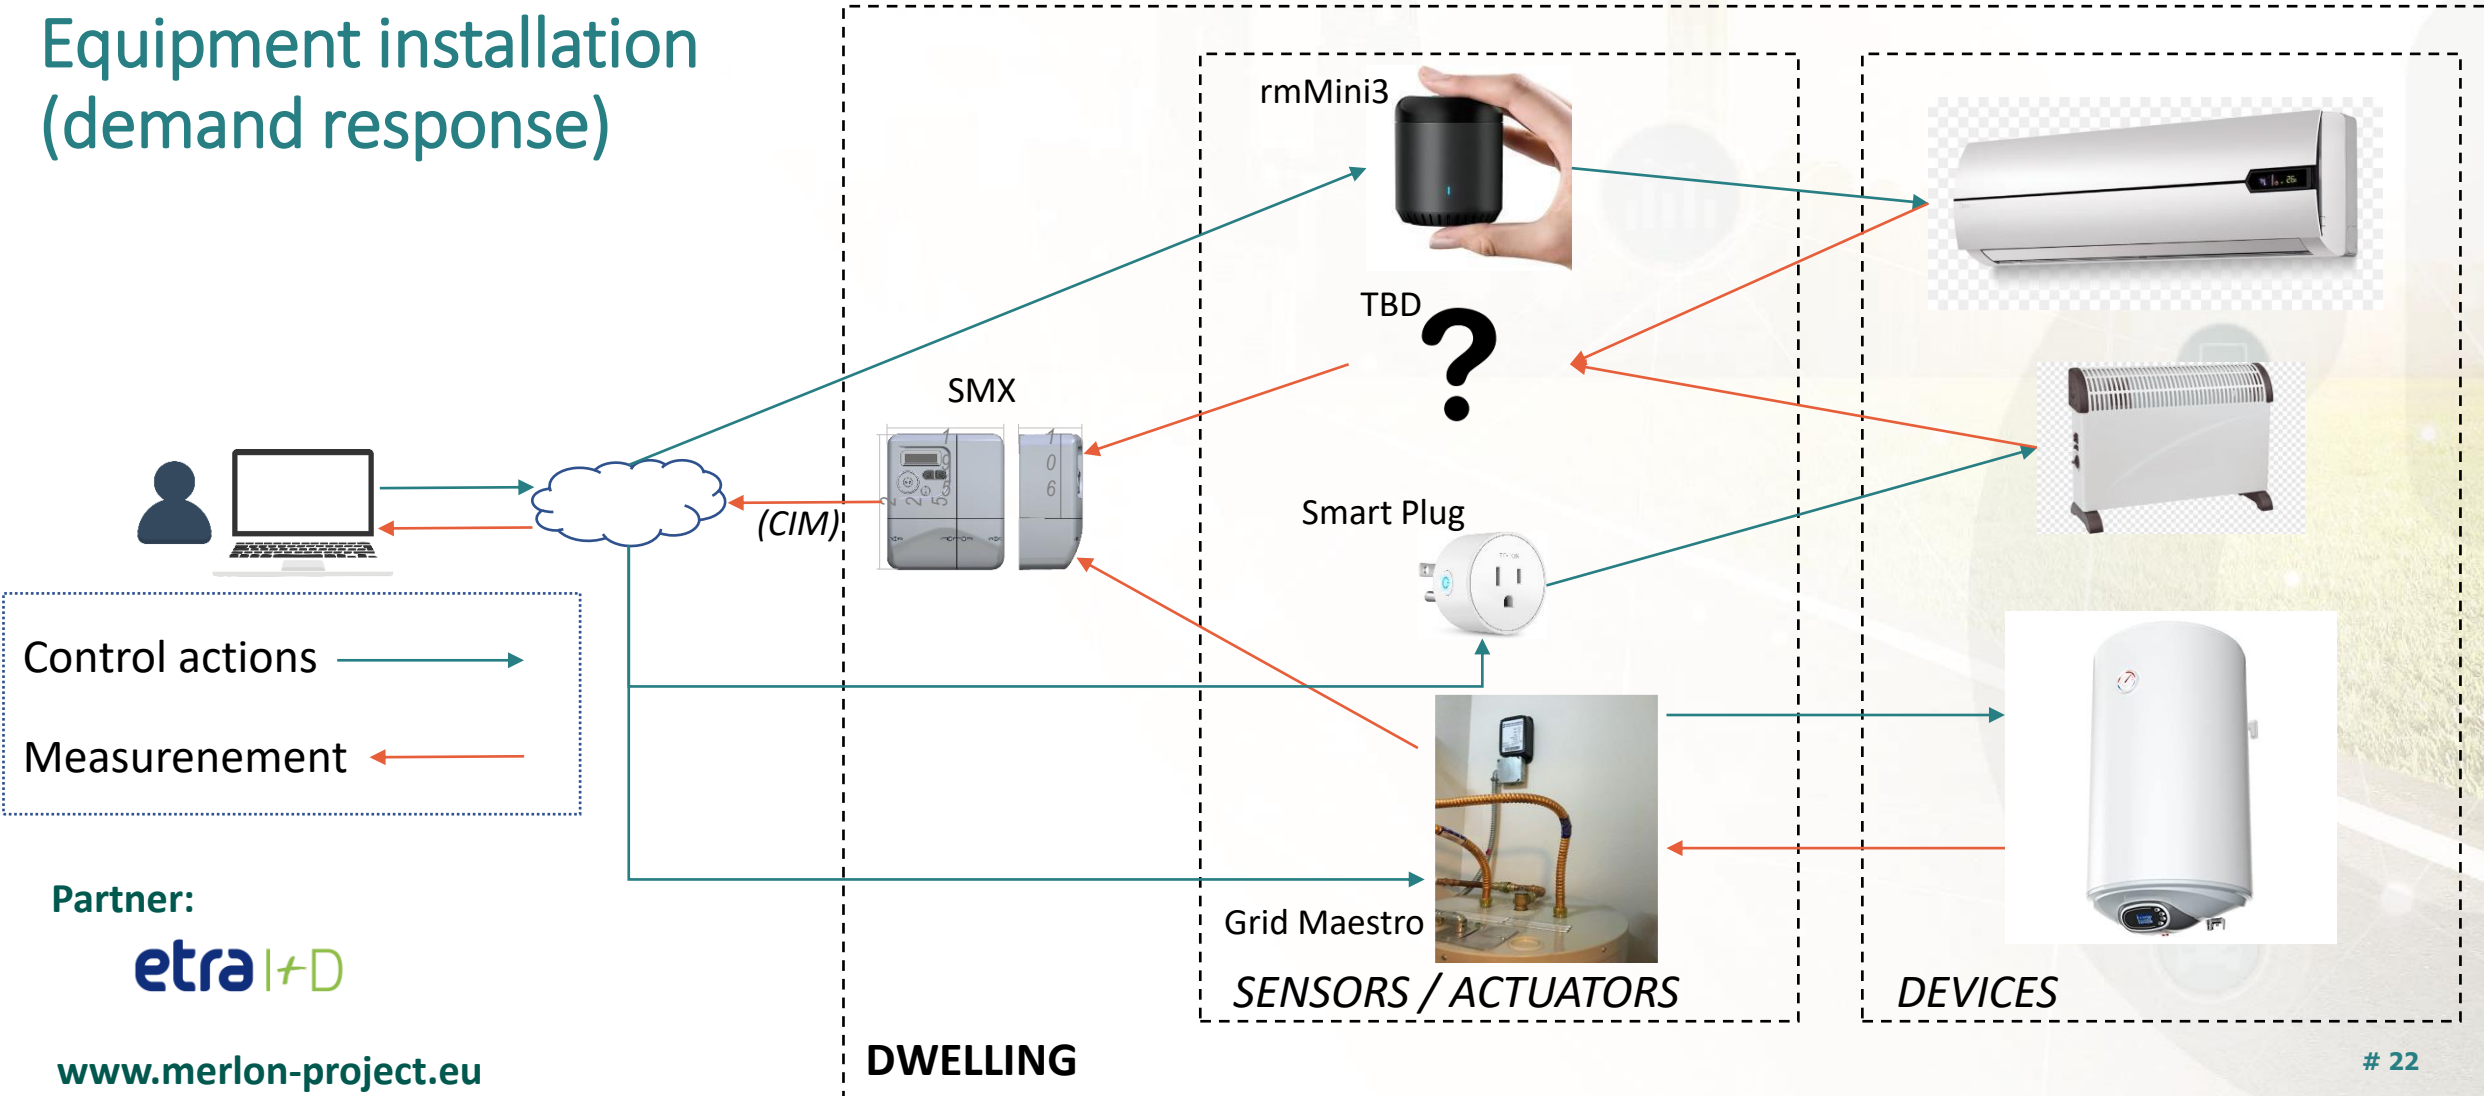 Equipment installation
(demand response)
rmMini3
TBD
SMX
(CIM)
Smart Plug
Control actions
Measurenement
Grid Maestro
SENSORS / ACTUATORS
DEVICES
Partner:
etra I+D
www.merlon-project.eu
DWELLING
# 22